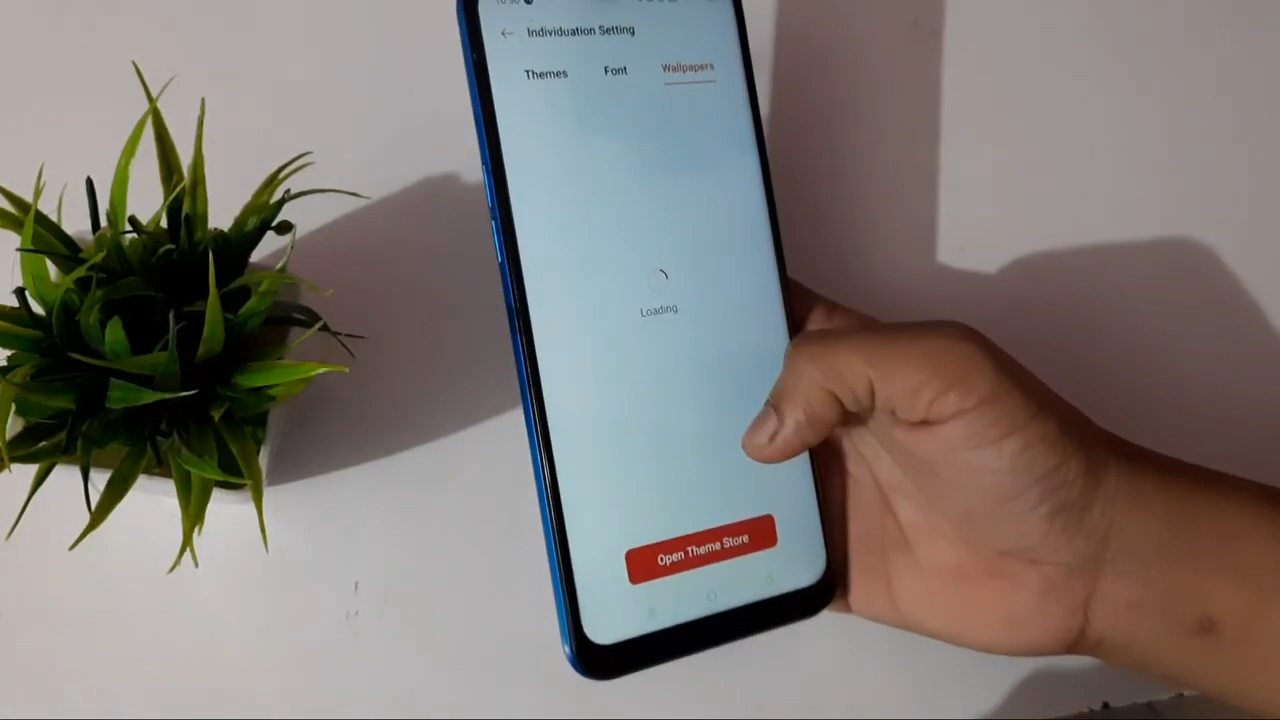 Individuation Setting
Themes Font Wallpapers
Loading
Open Theme Store